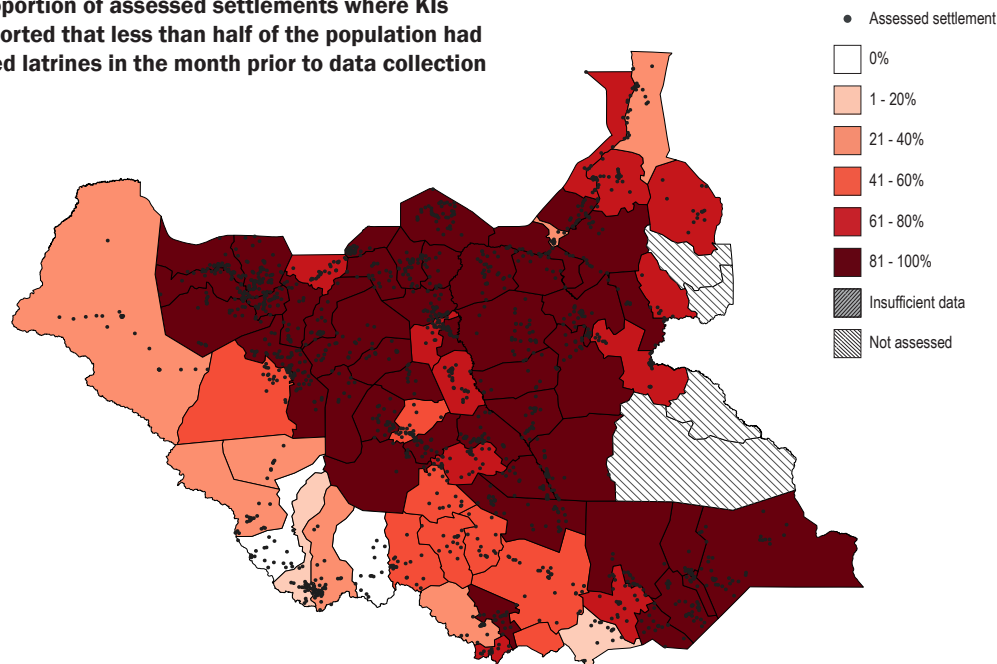 oportion of assessed settlements where KIs
orted that less than half of the population had
ed latrines in the month prior to data collection
Assessed settlement
0%
1 - 20%
21 - 40%
41 - 60%
61 - 80%
81 - 100%
Insufficient data
Not assessed